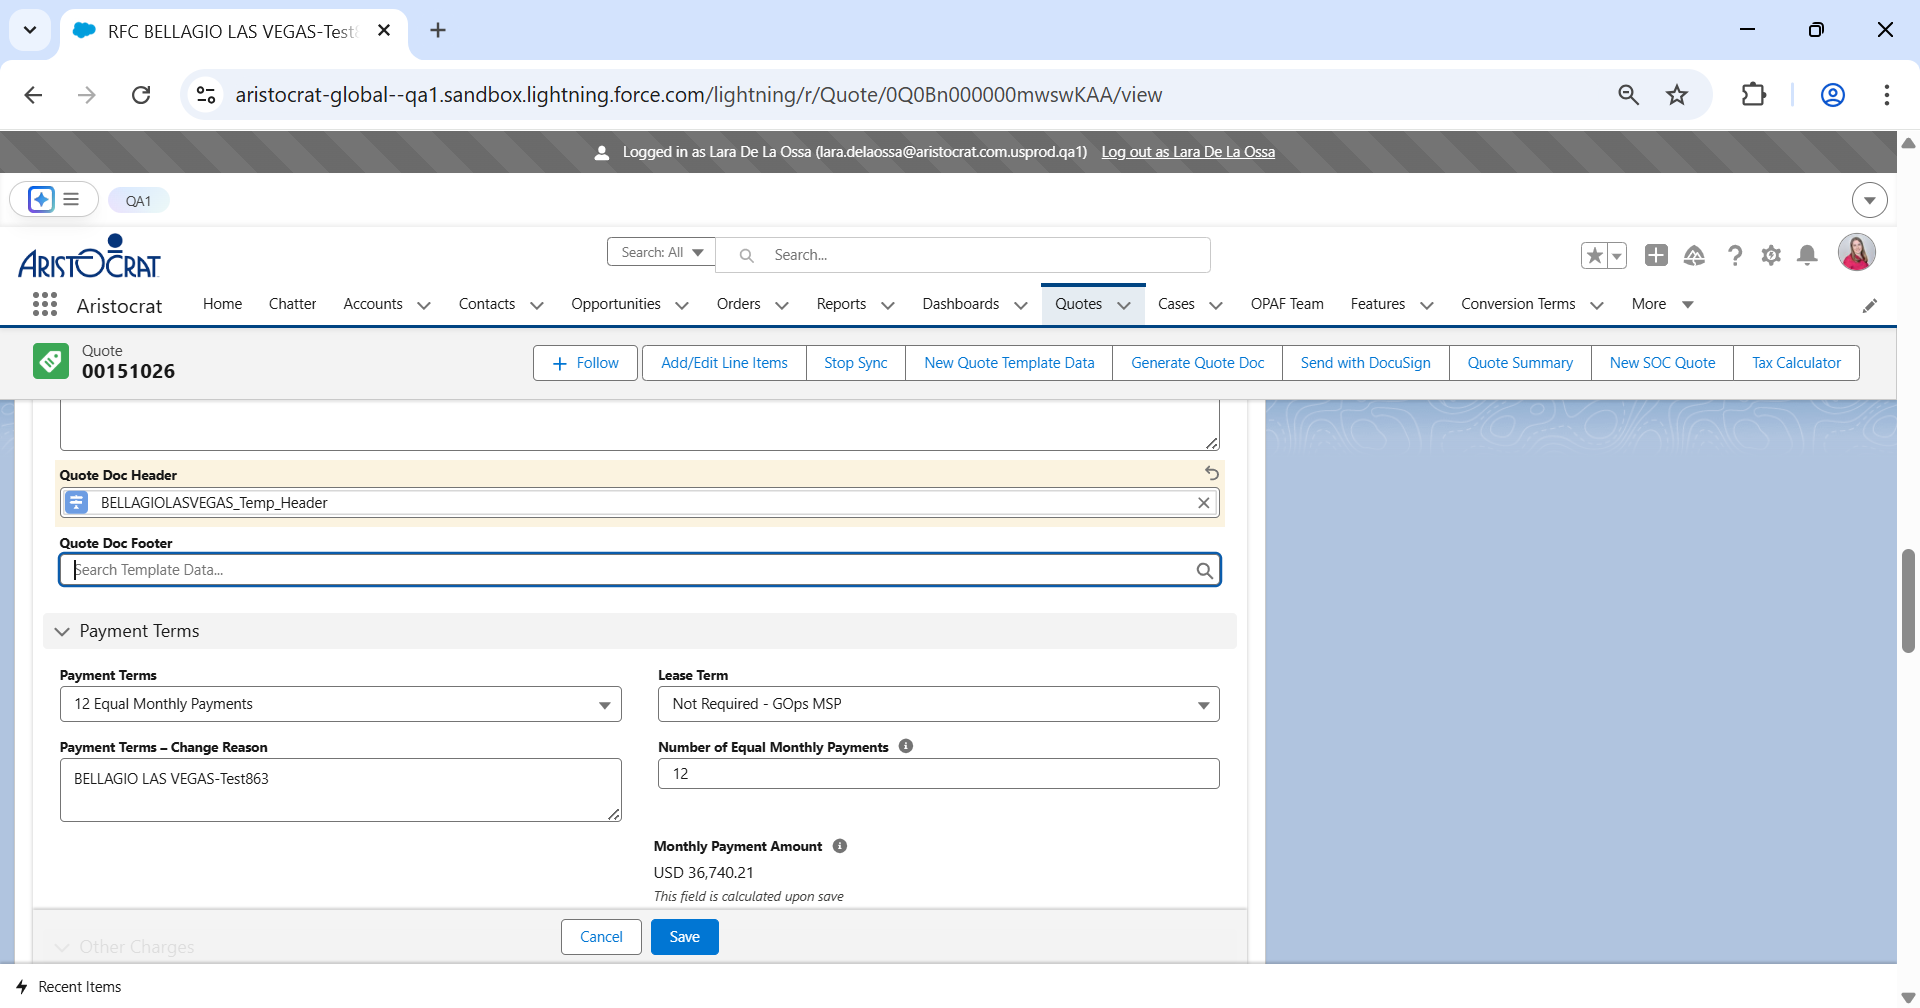 RFC BELLAGIO LAS VEGAS-Test
aristocrat-global--qa1.sandbox.lightning.force.com/lightning/r/Quote/0Q0Bn000000mwswKAA/view
Logged in as Lara De La Ossa (lara.delaossa@aristocrat.com.usprod.qa1) Log out as Lara De La Ossa
QA1
ARISTOCRAT
Search: All
Search...
Aristocrat
Home
Chatter
Accounts
Contacts
Opportunities
Orders
Reports
Dashboards
Quotes
Cases
OPAF Team
Features
Conversion Terms
More
Quote
00151026
Follow
Add/Edit Line Items
Stop Sync
New Quote Template Data
Generate Quote Doc
Send with DocuSign
Quote Summary
New SOC Quote
Tax Calculator
Quote Doc Header
BELLAGIOLASVEGAS_Temp_Header
Quote Doc Footer
Search Template Data...
Payment Terms
Payment Terms
12 Equal Monthly Payments
Lease Term
Not Required - GOps MSP
Payment Terms – Change Reason
BELLAGIO LAS VEGAS-Test863
Number of Equal Monthly Payments
12
Monthly Payment Amount
USD 36,740.21
This field is calculated upon save
Other Charges
Cancel
Save
Recent Items